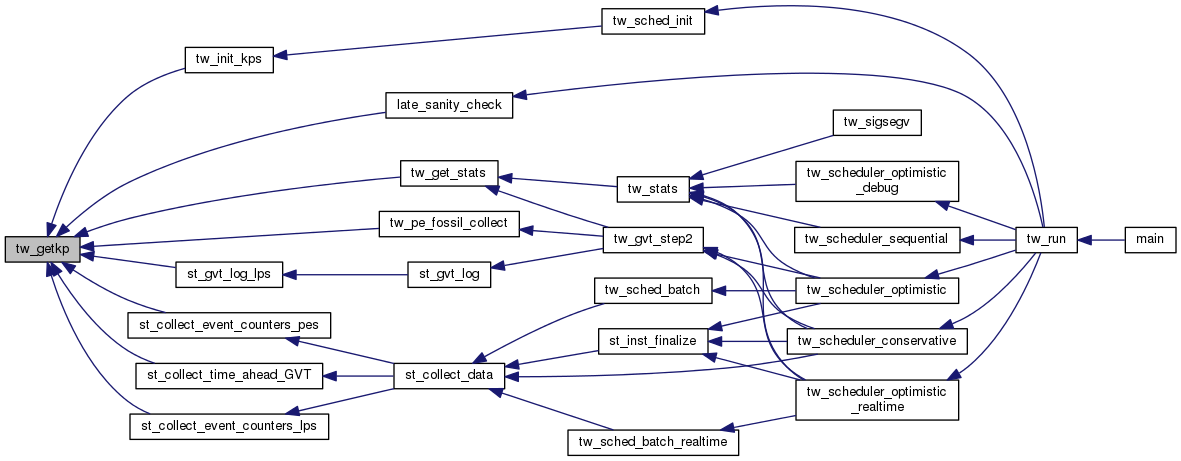 tw_sched_init
tw_init_kps
late_sanity_check
tw_sigsegv
tw_get_stats
tw_scheduler_optimistic
_debug
tw_stats
tw_pe_fossil_collect
tw_getkp
tw_gvt_step2
tw_scheduler_sequential
tw_run
main
st_gvt_log_lps
st_gvt_log
tw_sched_batch
tw_scheduler_optimistic
st_collect_event_counters_pes
st_inst_finalize
tw_scheduler_conservative
st_collect_time_ahead_GVT
st_collect_data
tw_scheduler_optimistic
_realtime
st_collect_event_counters_lps
tw_sched_batch_realtime